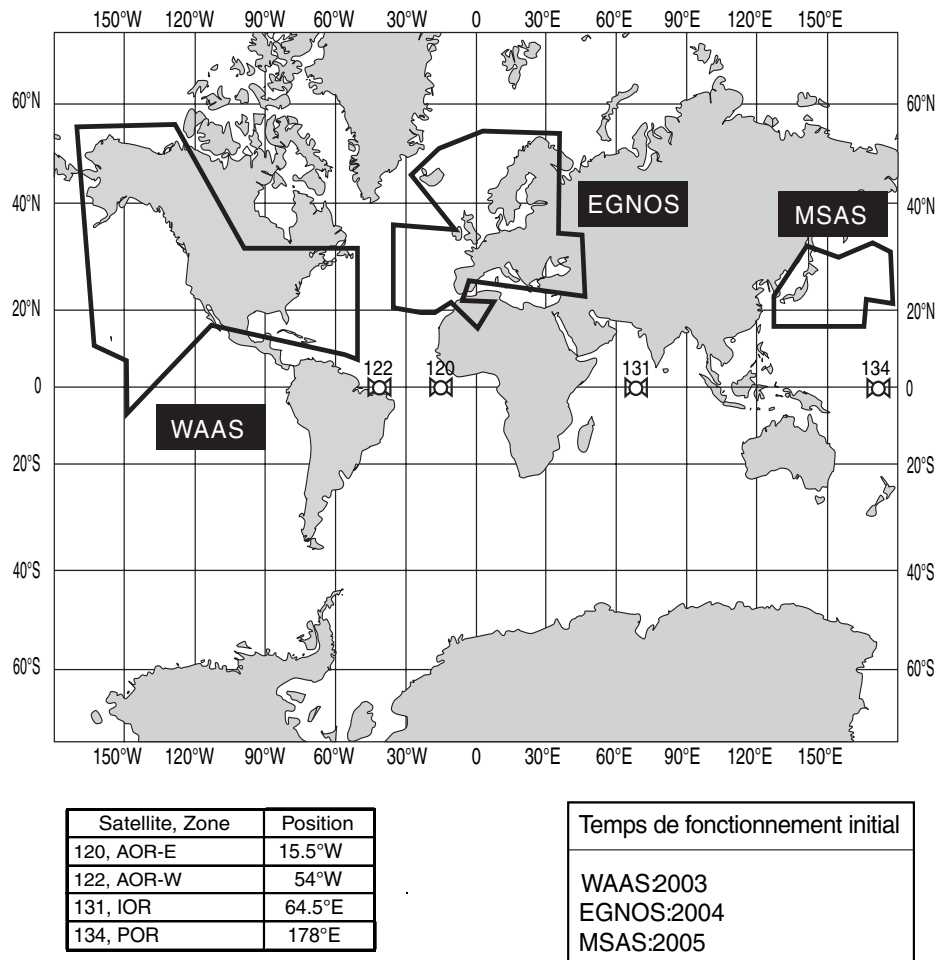 150°W 120°W 90°W 60°W 30°W 0 30°E 60°E 90°E 120°E 150°E
60°N 60°N
EGNOS
MSAS
40°N 40°N
20°N 20°N
122 120 131 134
0 0
WAAS
20°S 20°S
40°S 40°S
60°S 60°S
150°W 120°W 90°W 60°W 30°W 0 30°E 60°E 90°E 120°E 150°E
Satellite, Zone Position
120, AOR-E 15.5°W
122, AOR-W 54°W
131, IOR 64.5°E
134, POR 178°E
Temps de fonctionnement initial
WAAS:2003
EGNOS:2004
MSAS:2005